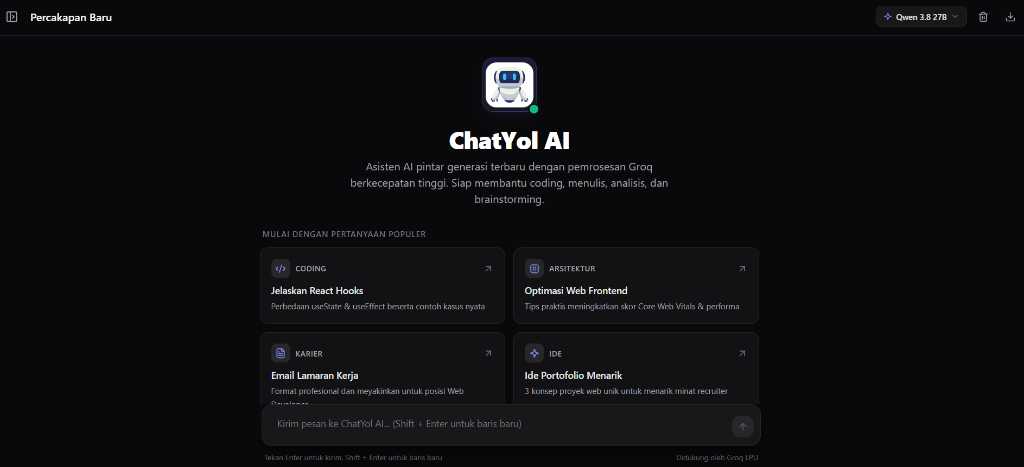 Percakapan Baru
Qwen 3.8 27B
ChatYol AI
Asisten AI pintar generasi terbaru dengan pemrosesan Groq
berkecepatan tinggi. Siap membantu coding, menulis, analisis, dan
brainstorming.
MULAI DENGAN PERTANYAAN POPULER
CODING
Jelaskan React Hooks
Perbedaan useState & useEffect beserta contoh kasus nyata
ARSITEKTUR
Optimasi Web Frontend
Tips praktis meningkatkan skor Core Web Vitals & performa
KARIER
Email Lamaran Kerja
Format profesional dan meyakinkan untuk posisi Web
Developer
IDE
Ide Portofolio Menarik
3 konsep proyek web unik untuk menarik minat recruiter
Kirim pesan ke ChatYol AI... (Shift + Enter untuk baris baru)
Tekan Enter untuk kirim, Shift + Enter untuk baris baru
Didukung oleh Groq LPU